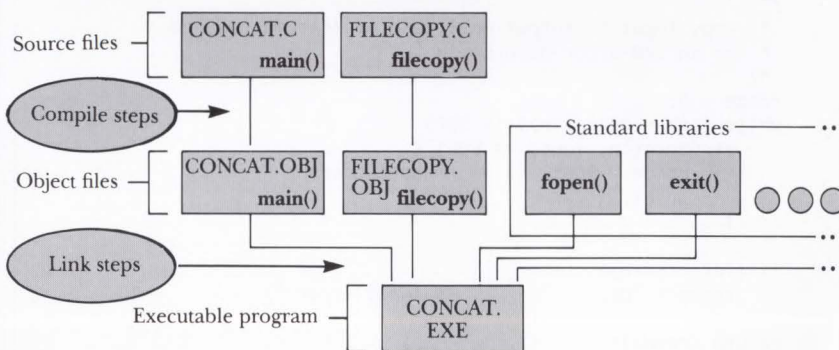 Source files
CONCAT.C
main()
FILECOPY.C
filecopy()
Compile steps
Standard libraries
Object files
CONCAT.OBJ
main()
FILECOPY.
OBJ filecopy()
fopen()
exit()
Link steps
Executable program
CONCAT.
EXE